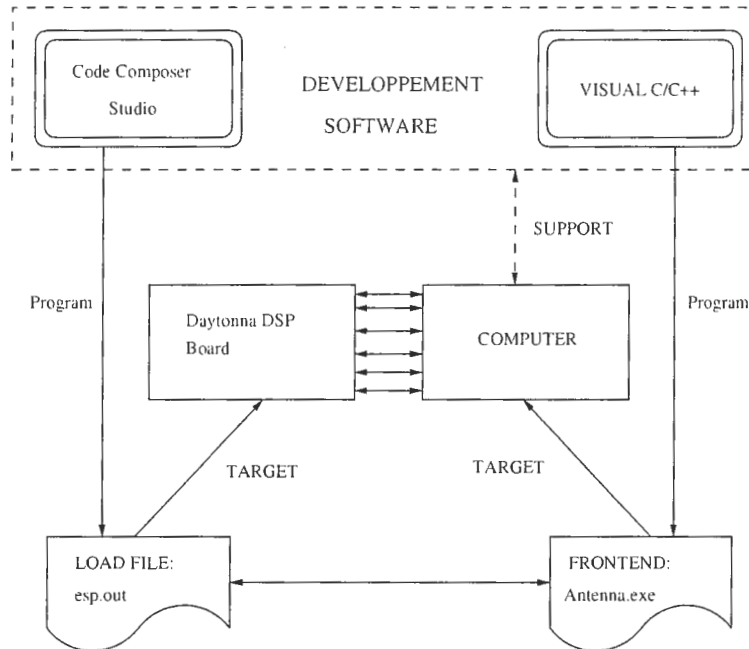 Code Composer
Studio
DEVELOPPEMENT
SOFTWARE
VISUAL C/C++
SUPPORT
Program
Program
Daytonna DSP
Board
COMPUTER
TARGET
TARGET
LOAD FILE:
esp.out
FRONTEND:
Antenna.exe